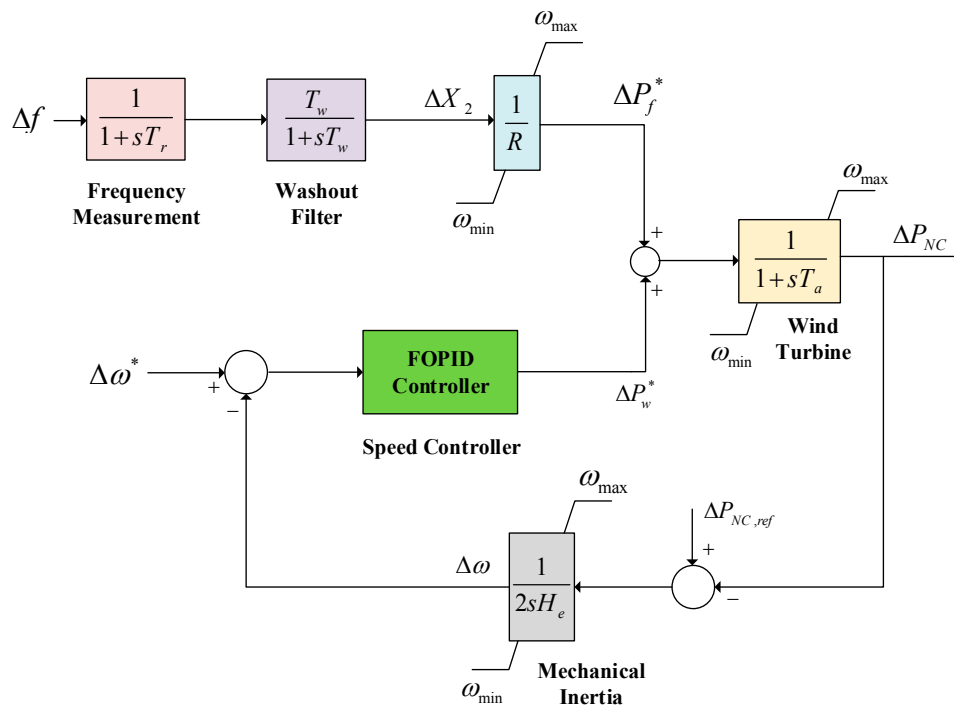 ω_max
Δf
1
1+sT_r
T_w
1+sT_w
ΔX_2
1
R
ΔP_f^*
Frequency
Measurement
Washout
Filter
ω_min
ω_max
+
+
1
1+sT_a
ΔP_NC
Wind
Turbine
ω_min
Δω^*
+
−
FOPID
Controller
ΔP_w^*
Speed Controller
ω_max
ΔP_NC,ref
+
−
Δω
1
2sH_e
ω_min
Mechanical
Inertia